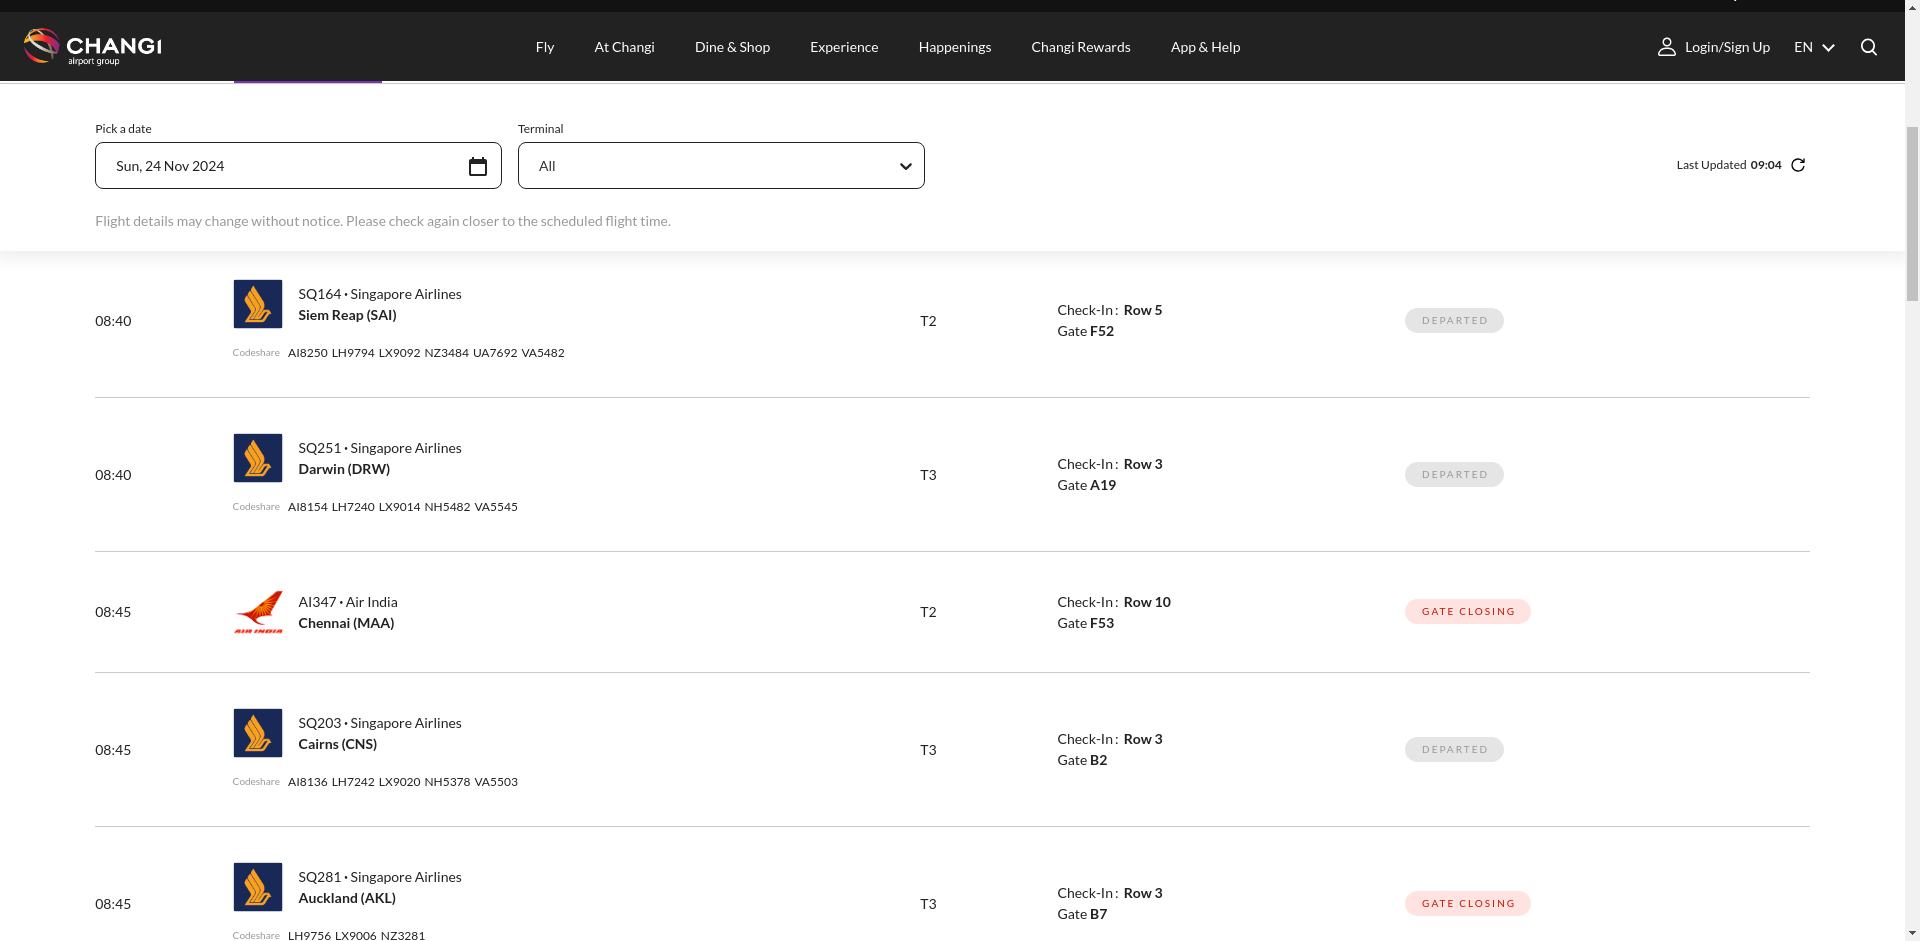 CHANGI
airport group
Fly
At Changi
Dine & Shop
Experience
Happenings
Changi Rewards
App & Help
Login/Sign Up
EN
Pick a date
Terminal
Sun, 24 Nov 2024
All
Last Updated 09:04
Flight details may change without notice. Please check again closer to the scheduled flight time.
08:40
SQ164 • Singapore Airlines
Siem Reap (SAI)
Codeshare AI8250 LH9794 LX9092 NZ3484 UA7692 VA5482
T2
Check-In : Row 5
Gate F52
DEPARTED
08:40
SQ251 • Singapore Airlines
Darwin (DRW)
Codeshare AI8154 LH7240 LX9014 NH5482 VA5545
T3
Check-In : Row 3
Gate A19
DEPARTED
08:45
AIR INDIA
AI347 • Air India
Chennai (MAA)
T2
Check-In : Row 10
Gate F53
GATE CLOSING
08:45
SQ203 • Singapore Airlines
Cairns (CNS)
Codeshare AI8136 LH7242 LX9020 NH5378 VA5503
T3
Check-In : Row 3
Gate B2
DEPARTED
08:45
SQ281 • Singapore Airlines
Auckland (AKL)
Codeshare LH9756 LX9006 NZ3281
T3
Check-In : Row 3
Gate B7
GATE CLOSING